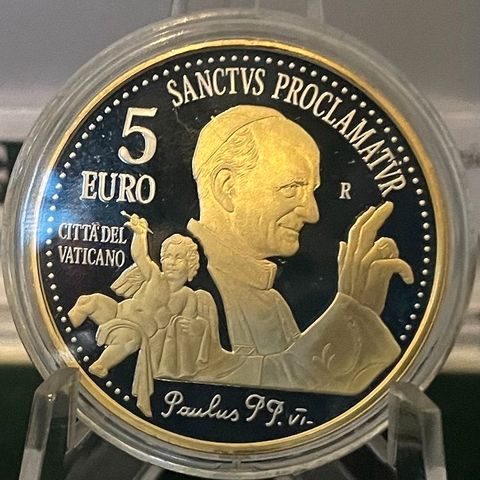 SANCTVS PROCLAMATVR
5
EURO
CITTÀ DEL
VATICANO
R
Paulus PP. VI